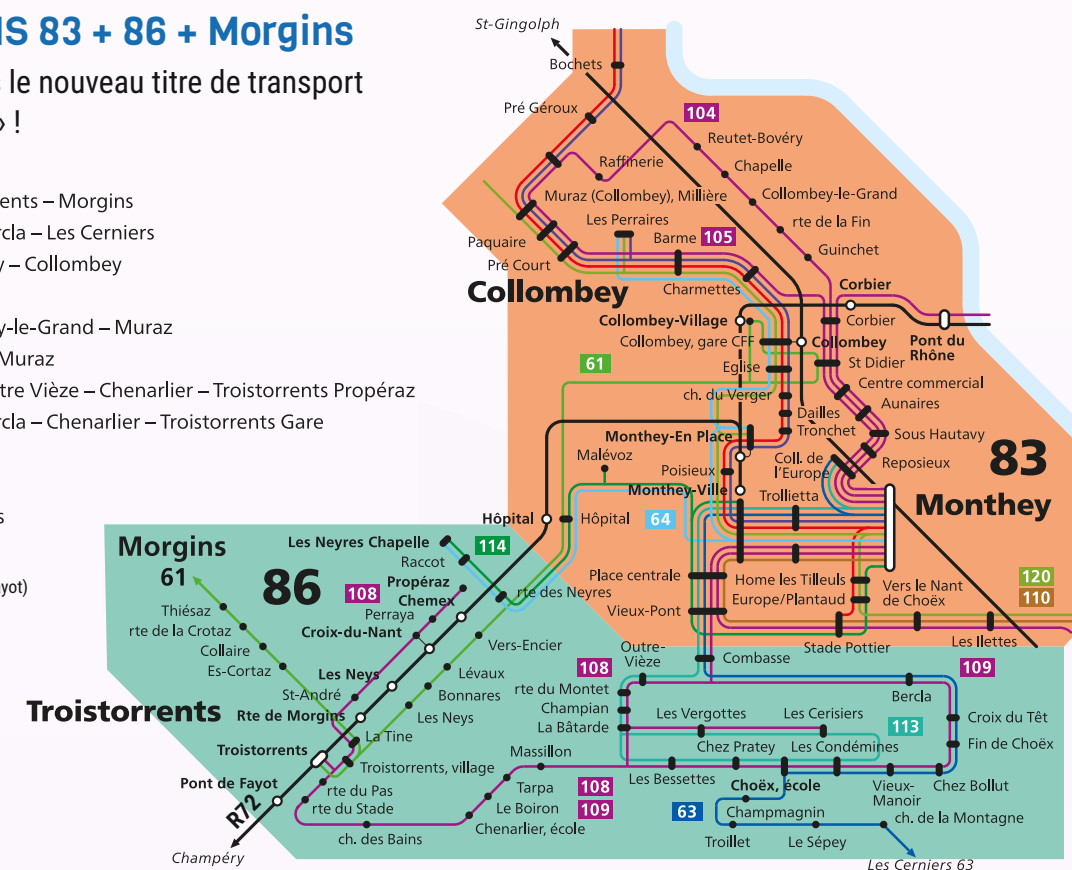 IS 83 + 86 + Morgins
le nouveau titre de transport
» !
ents – Morgins
rcla – Les Cerniers
y – Collombey
y-le-Grand – Muraz
Muraz
tre Vièze – Chenarlier – Troistorrents Propéraz
rcla – Chenarlier – Troistorrents Gare
s
yot)
St-Gingolph
Bochets
Pré Géroux
104
Reutet-Bovéry
Raffinerie
Chapelle
Muraz (Collombey), Millière
Collombey-le-Grand
Les Perraires
rte de la Fin
Barme
105
Paquaire
Guinchet
Pré Court
Charmettes
Collombey
Corbier
Collombey-Village
Corbier
Collombey, gare CFF
Collombey
Pont du
Rhône
61
Eglise
St Didier
Centre commercial
ch. du Verger
Aunaires
Dailles
Monthey-En Place
Tronchet
Sous Hautavy
83
Malévoz
Coll. de
l'Europe
Poisieux
Reposieux
Monthey-Ville
Trollietta
Monthey
Hôpital
Hôpital
64
Morgins
61
Les Neyres Chapelle
114
Raccot
86
Propéraz
Chemex
108
Perraya
rte des Neyres
Place centrale
Home les Tilleuls
Europe/Plantaud
Vers le Nant
de Choëx
120
110
Vieux-Pont
Thiésaz
rte de la Crotaz
Croix-du-Nant
Stade Pottier
Les Ilettes
Collaire
Vers-Encier
Outre-
Vièze
Combasse
Es-Cortaz
Les Neys
Lévaux
108
109
St-André
Bonnares
rte du Montet
Bercla
Troistorrents
Rte de Morgins
Les Neys
Champian
Les Vergottes
Les Cerisiers
Croix du Têt
La Tine
La Bâtarde
113
Troistorrents
Massillon
Chez Pratey
Les Condémines
Fin de Choëx
Troistorrents, village
Pont de Fayot
rte du Pas
Tarpa
108
Les Bessettes
Choëx, école
Vieux-
Manoir
Chez Bollut
R72
rte du Stade
Le Boiron
109
63
Champmagnin
ch. de la Montagne
Chenarlier, école
ch. des Bains
Troillet
Le Sépey
Champéry
Les Cerniers 63